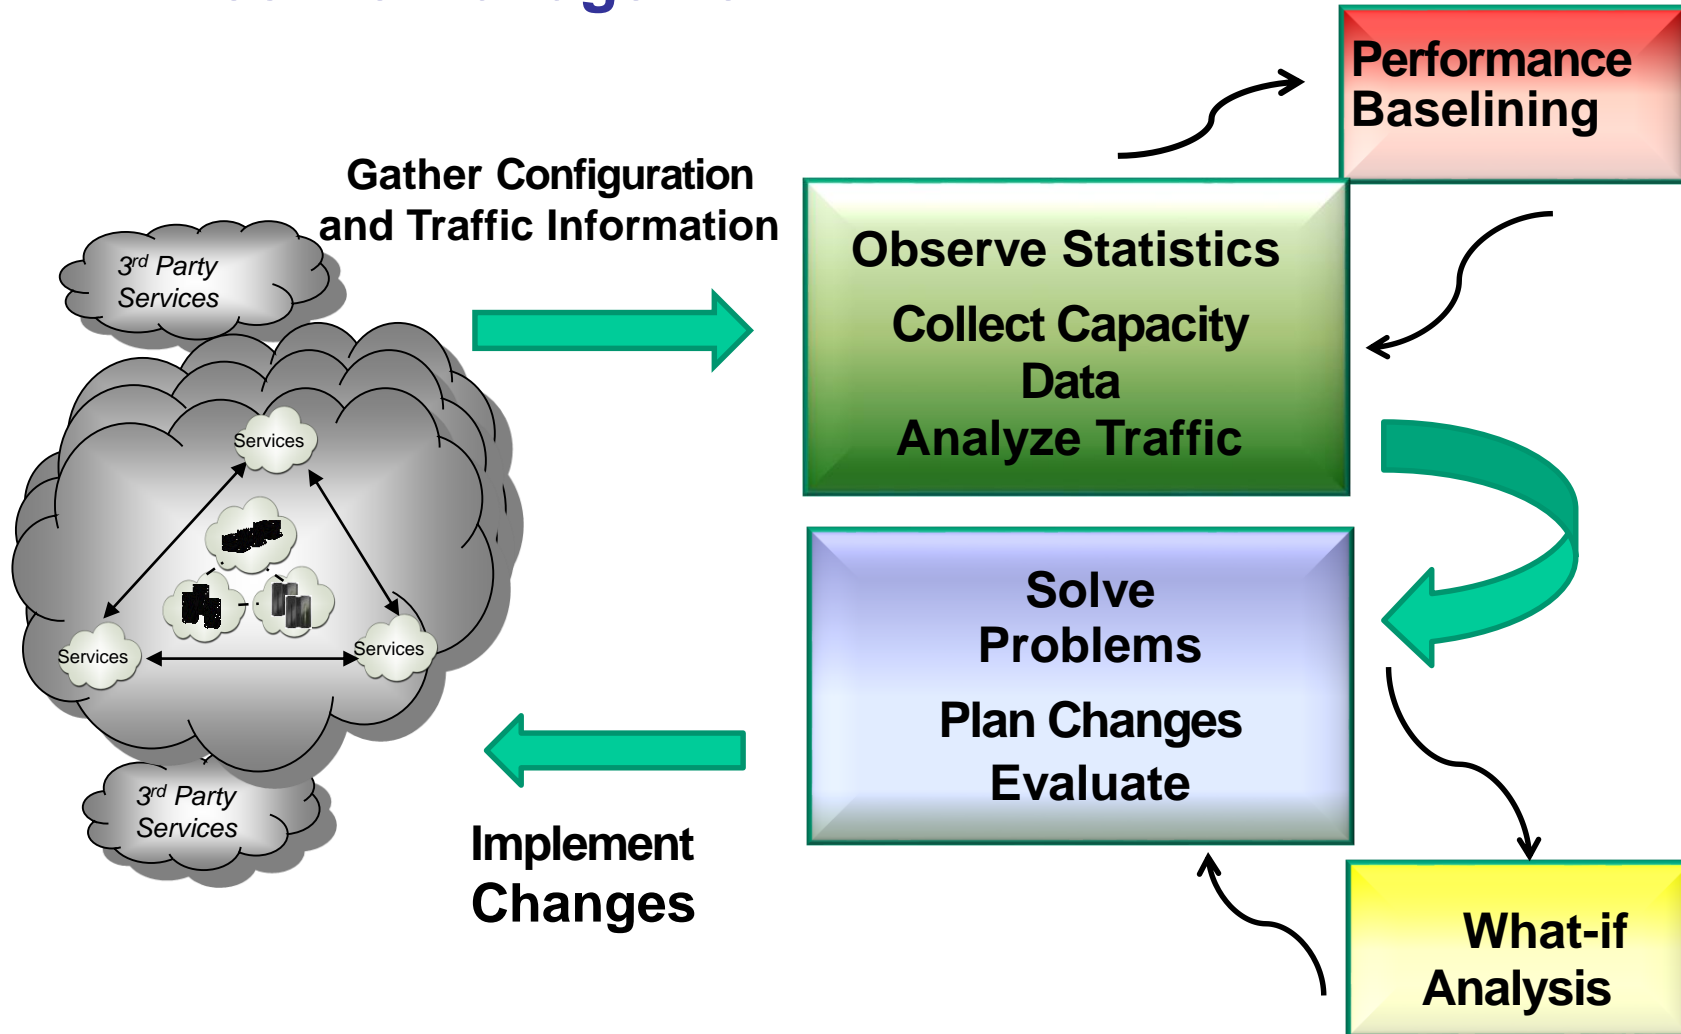 Performance
Baselining
Gather Configuration
and Traffic Information
3rd Party
Services
Observe Statistics
Collect Capacity
Data
Analyze Traffic
Services
Services
Services
Solve
Problems
Plan Changes
Evaluate
3rd Party
Services
Implement
Changes
What-if
Analysis